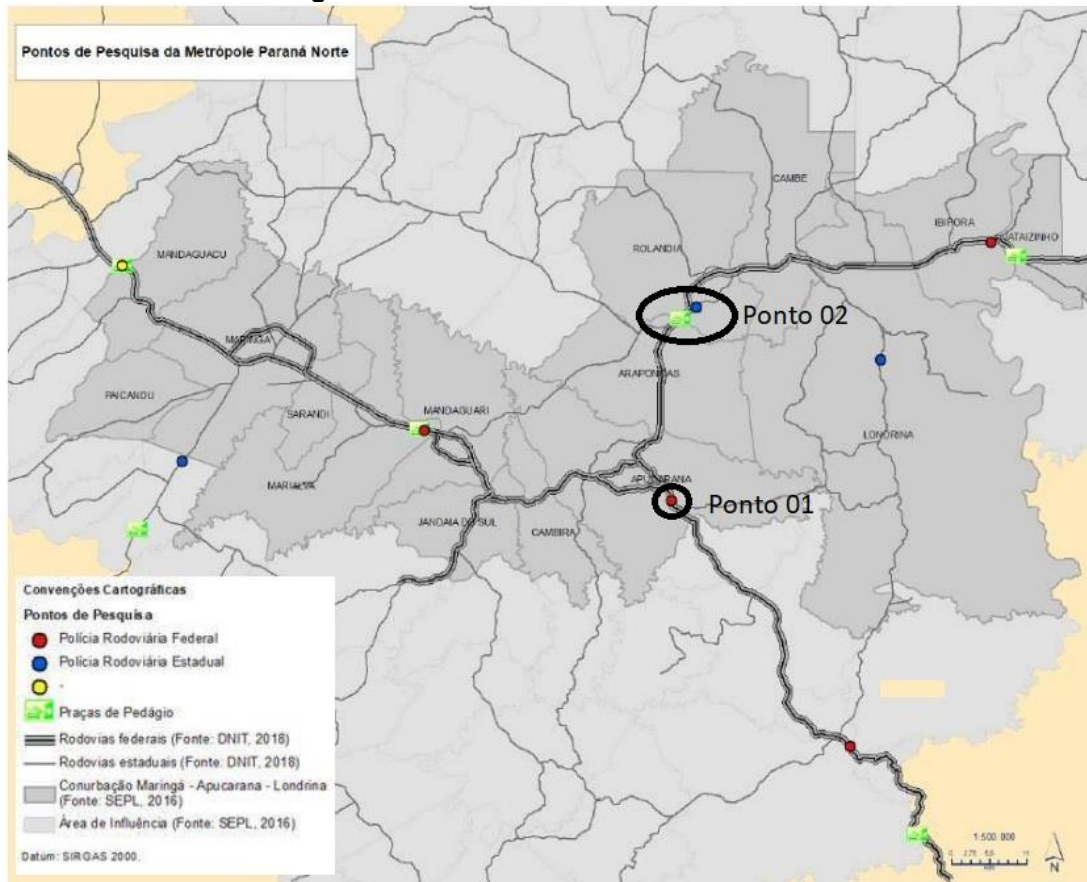 Pontos de Pesquisa da Metrópole Paraná Norte
CAMBE
IBIPORA
ROLANDIA
MANDAGUACU
Ponto 02
MARINGA
ARAPONGAS
PAICANDU
MANDAGUARI
SARANDI
LONDRINA
MARIALVA
APUCARANA
Ponto 01
JANDAIA DO SUL
CAMBIRA
Convenções Cartográficas
Pontos de Pesquisa
Polícia Rodoviária Federal
Polícia Rodoviária Estadual
-
Praças de Pedágio
Rodovias federais (Fonte: DNIT, 2018)
Rodovias estaduais (Fonte: DNIT, 2018)
Conurbação Maringá - Apucarana - Londrina
(Fonte: SEPL, 2016)
Área de Influência (Fonte: SEPL, 2016)
Datum: SIRGAS 2000.
1:500.000
N